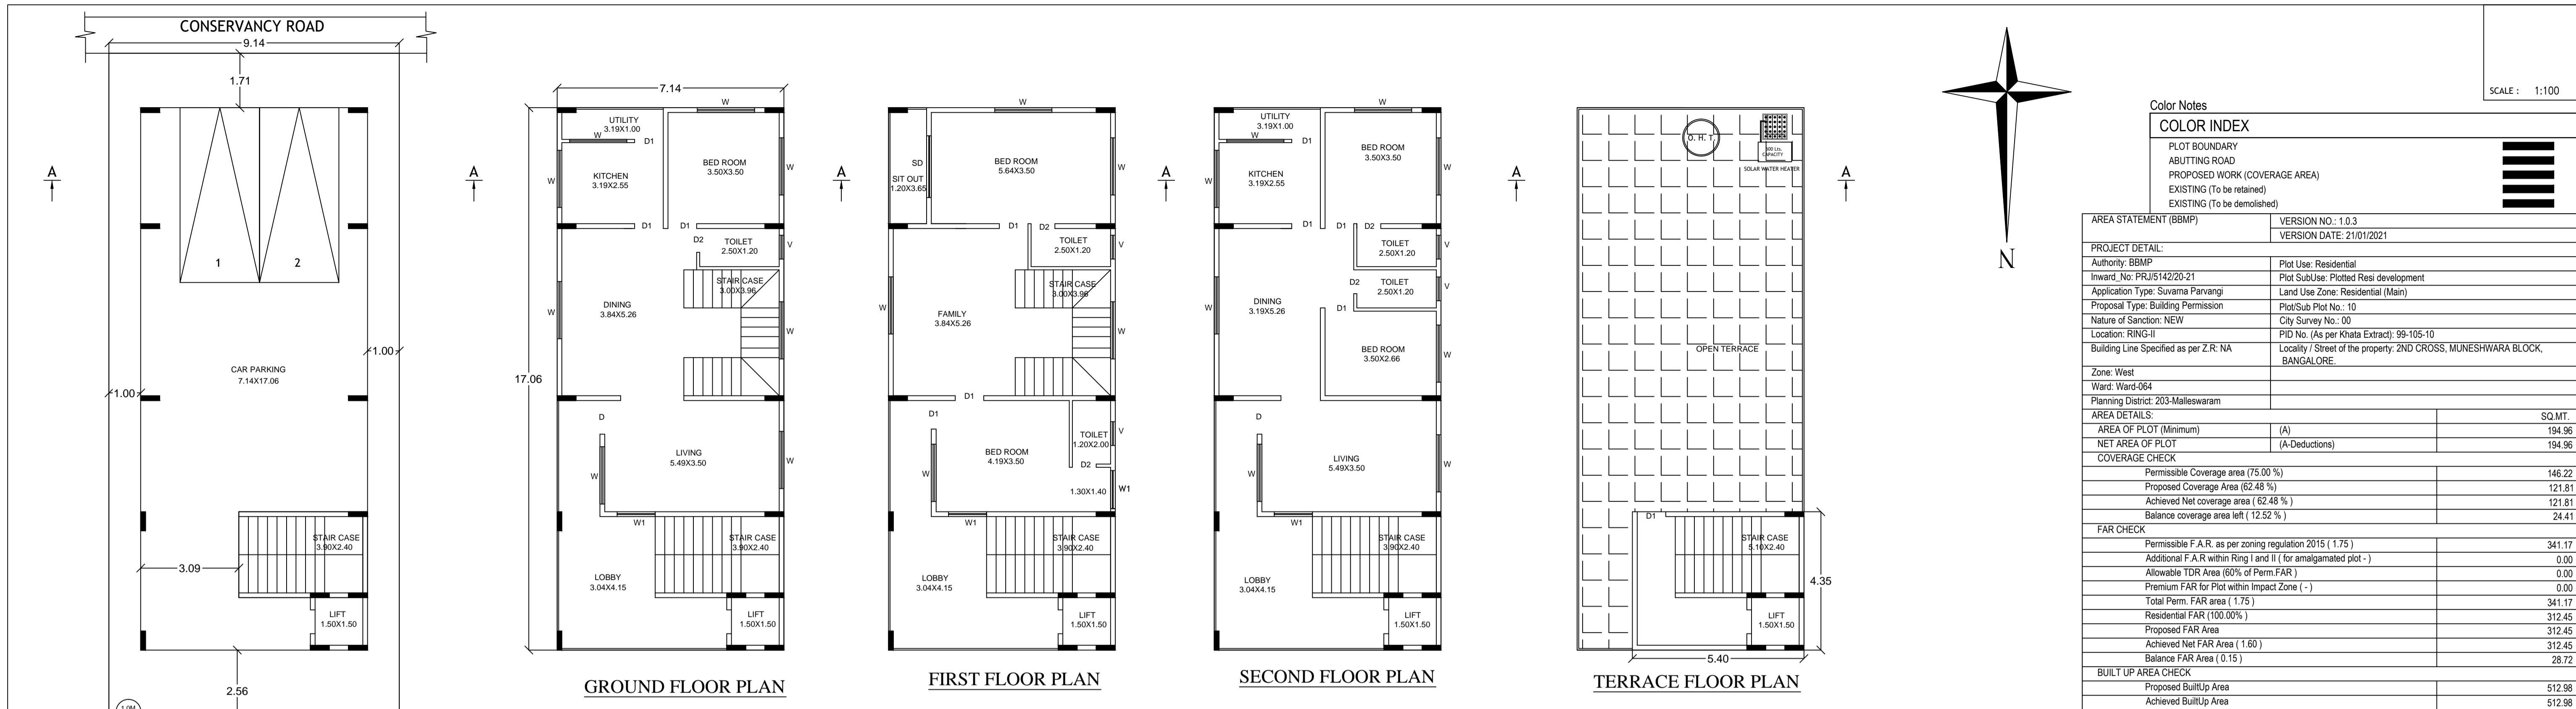 CONSERVANCY ROAD
9.14
1.71
A
1
2
CAR PARKING
7.14X17.06
1.00
1.00
STAIR CASE
3.90X2.40
3.09
LIFT
1.50X1.50
2.56
1.0M
A
7.14
17.06
W
UTILITY
3.19X1.00
W
D1
BED ROOM
3.50X3.50
W
W
KITCHEN
3.19X2.55
D1
D1
D2
TOILET
2.50X1.20
V
STAIR CASE
3.00X3.96
DINING
3.84X5.26
W
W
D
LIVING
5.49X3.50
W
W
W1
STAIR CASE
3.90X2.40
LOBBY
3.04X4.15
LIFT
1.50X1.50
GROUND FLOOR PLAN
A
W
SD
BED ROOM
5.64X3.50
W
SIT OUT
1.20X3.65
D1
D2
TOILET
2.50X1.20
V
STAIR CASE
3.00X3.96
FAMILY
3.84X5.26
W
W
D1
D1
TOILET
1.20X2.00
V
BED ROOM
4.19X3.50
W
D2
1.30X1.40
W1
W1
STAIR CASE
3.90X2.40
LOBBY
3.04X4.15
LIFT
1.50X1.50
FIRST FLOOR PLAN
A
W
UTILITY
3.19X1.00
W
D1
BED ROOM
3.50X3.50
W
W
KITCHEN
3.19X2.55
D1
D1
D2
TOILET
2.50X1.20
V
TOILET
2.50X1.20
V
D2
DINING
3.19X5.26
W
D1
BED ROOM
3.50X2.66
W
D
LIVING
5.49X3.50
W
W
W1
STAIR CASE
3.90X2.40
LOBBY
3.04X4.15
LIFT
1.50X1.50
SECOND FLOOR PLAN
A
O. H. T.
CAPACITY
SOLAR WATER HEATER
OPEN TERRACE
D1
STAIR CASE
5.10X2.40
4.35
LIFT
1.50X1.50
5.40
TERRACE FLOOR PLAN
A
N
SCALE : 1:100
Color Notes
COLOR INDEX
PLOT BOUNDARY
ABUTTING ROAD
PROPOSED WORK (COVERAGE AREA)
EXISTING (To be retained)
EXISTING (To be demolished)
AREA STATEMENT (BBMP) VERSION NO.: 1.0.3
VERSION DATE: 21/01/2021
PROJECT DETAIL:
Authority: BBMP Plot Use: Residential
Inward_No: PRJ/5142/20-21 Plot SubUse: Plotted Resi development
Application Type: Suvarna Parvangi Land Use Zone: Residential (Main)
Proposal Type: Building Permission Plot/Sub Plot No.: 10
Nature of Sanction: NEW City Survey No.: 00
Location: RING-II PID No. (As per Khata Extract): 99-105-10
Building Line Specified as per Z.R: NA Locality / Street of the property: 2ND CROSS, MUNESHWARA BLOCK,
BANGALORE.
Zone: West
Ward: Ward-064
Planning District: 203-Malleswaram
AREA DETAILS: SQ.MT.
AREA OF PLOT (Minimum) (A) 194.96
NET AREA OF PLOT (A-Deductions) 194.96
COVERAGE CHECK
Permissible Coverage area (75.00 %) 146.22
Proposed Coverage Area (62.48 %) 121.81
Achieved Net coverage area ( 62.48 % ) 121.81
Balance coverage area left ( 12.52 % ) 24.41
FAR CHECK
Permissible F.A.R. as per zoning regulation 2015 ( 1.75 ) 341.17
Additional F.A.R within Ring I and II ( for amalgamated plot - ) 0.00
Allowable TDR Area (60% of Perm.FAR ) 0.00
Premium FAR for Plot within Impact Zone ( - ) 0.00
Total Perm. FAR area ( 1.75 ) 341.17
Residential FAR (100.00% ) 312.45
Proposed FAR Area 312.45
Achieved Net FAR Area ( 1.60 ) 312.45
Balance FAR Area ( 0.15 ) 28.72
BUILT UP AREA CHECK
Proposed BuiltUp Area 512.98
Achieved BuiltUp Area 512.98